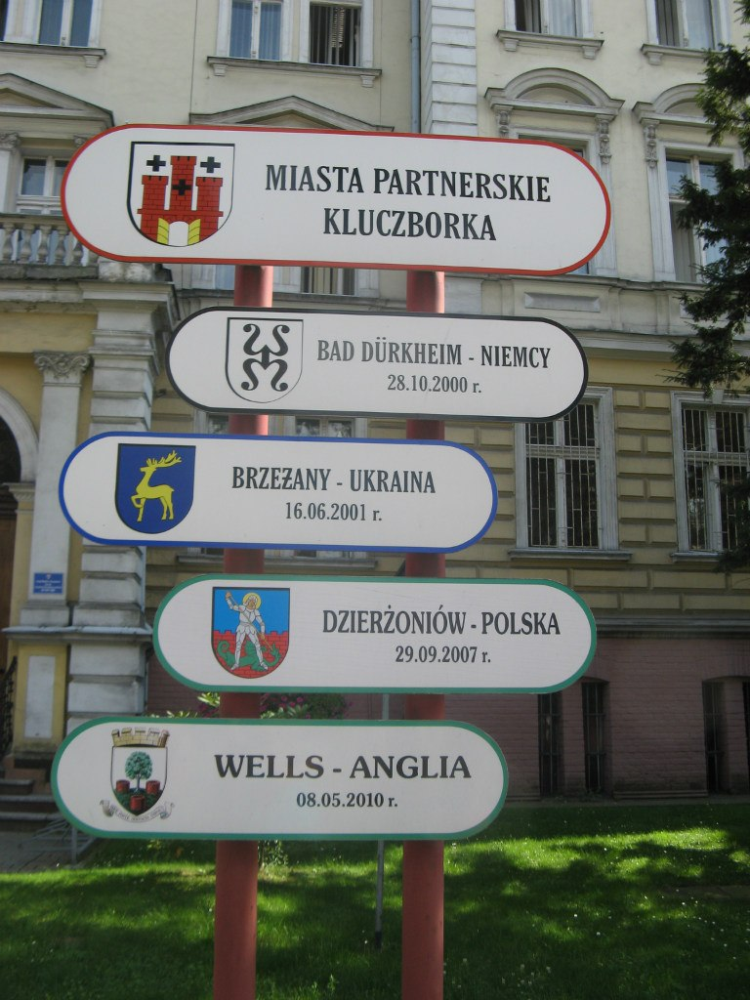 MIASTA PARTNERSKIE
KLUCZBORKA
BAD DÜRKHEIM - NIEMCY
28.10.2000 r.
BRZEŻANY - UKRAINA
16.06.2001 r.
DZIERŻONIÓW - POLSKA
29.09.2007 r.
WELLS - ANGLIA
08.05.2010 r.